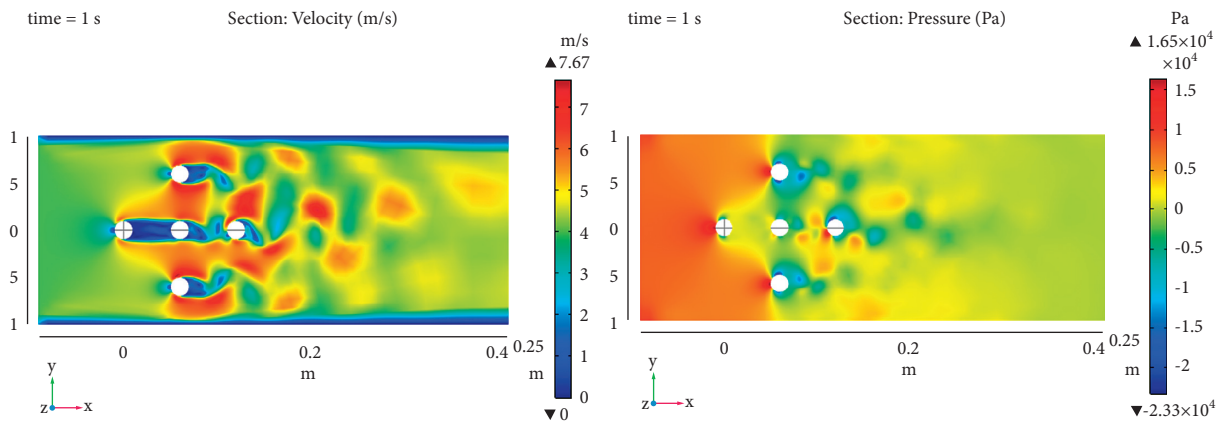 time = 1 s
Section: Velocity (m/s)
m/s
▲7.67
7
6
5
4
3
2
1
0
▼0
1
5
0
5
1
0
0.2
0.4
0.25
m
m
y
z
x
time = 1 s
Section: Pressure (Pa)
Pa
▲ 1.65×10⁴
×10⁴
1.5
1
0.5
0
-0.5
-1
-1.5
-2
▼-2.33×10⁴
1
5
0
5
1
0
0.2
0.4
0.25
m
m
y
z
x